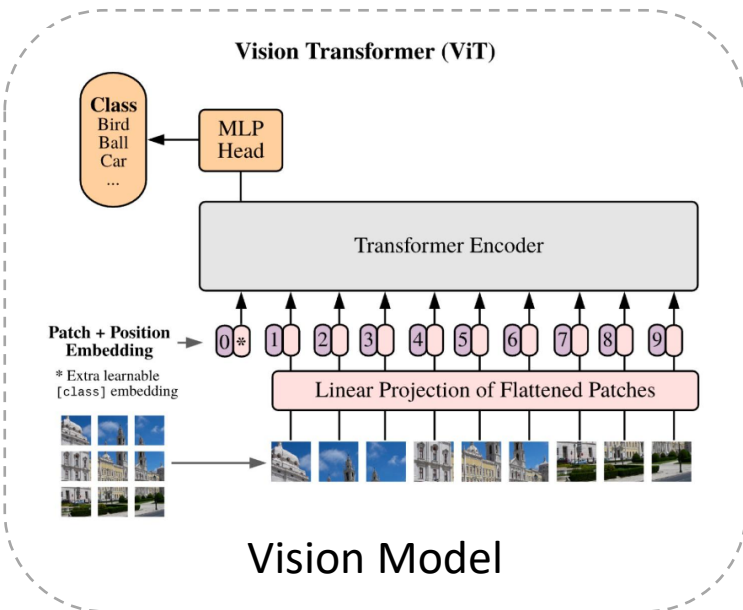 Vision Transformer (ViT)
Class
Bird
Ball
Car
...
MLP
Head
Transformer Encoder
Patch + Position
Embedding
0 * 1 2 3 4 5 6 7 8 9
* Extra learnable
[class] embedding
Linear Projection of Flattened Patches
Vision Model